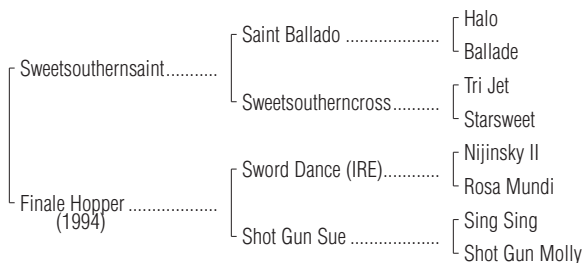 Halo
Saint Ballado ....................
Ballade
Sweetsouthernsaint...........
Tri Jet
Sweetsoutherncross..........
Starsweet
Nijinsky II
Sword Dance (IRE)............
Rosa Mundi
Finale Hopper ...................
(1994)
Sing Sing
Shot Gun Sue ...................
Shot Gun Molly